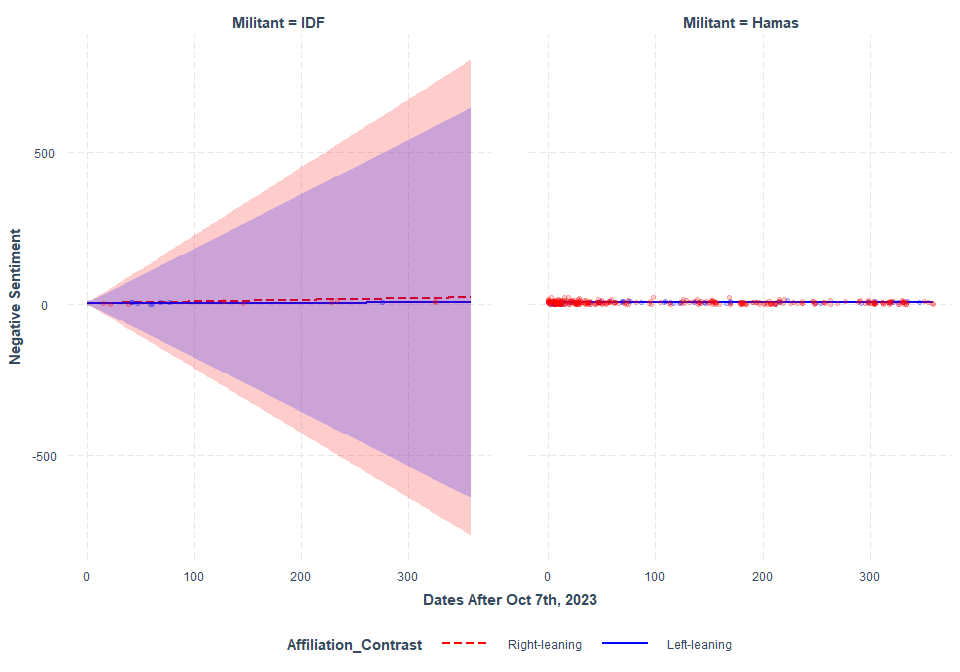 Militant = IDF
Militant = Hamas
Negative Sentiment
500
0
-500
0
100
200
300
0
100
200
300
Dates After Oct 7th, 2023
Affiliation_Contrast
Right-leaning
Left-leaning